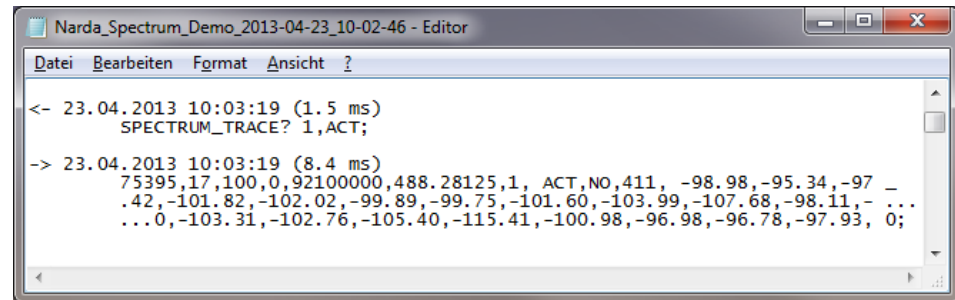 Narda_Spectrum_Demo_2013-04-23_10-02-46 - Editor
Datei Bearbeiten Format Ansicht ?
<- 23.04.2013 10:03:19 (1.5 ms)
SPECTRUM_TRACE? 1,ACT;
-> 23.04.2013 10:03:19 (8.4 ms)
75395,17,100,0,92100000,488.28125,1, ACT,NO,411, -98.98,-95.34,-97 _
.42,-101.82,-102.02,-99.89,-99.75,-101.60,-103.99,-107.68,-98.11,- ...
...0,-103.31,-102.76,-105.40,-115.41,-100.98,-96.98,-96.78,-97.93, 0;